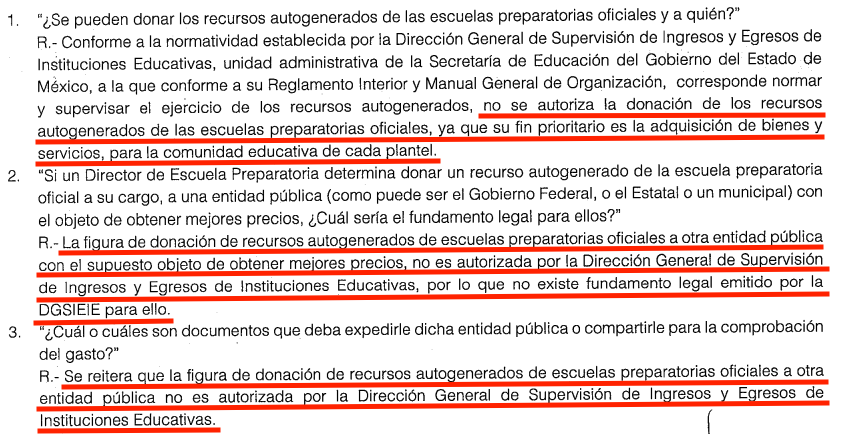 1. “¿Se pueden donar los recursos autogenerados de las escuelas preparatorias oficiales y a quién?”
R.- Conforme a la normatividad establecida por la Dirección General de Supervisión de Ingresos y Egresos de
Instituciones Educativas, unidad administrativa de la Secretaría de Educación del Gobierno del Estado de
México, a la que conforme a su Reglamento Interior y Manual General de Organización, corresponde normar
y supervisar el ejercicio de los recursos autogenerados, no se autoriza la donación de los recursos
autogenerados de las escuelas preparatorias oficiales, ya que su fin prioritario es la adquisición de bienes y
servicios, para la comunidad educativa de cada plantel.
2. “Si un Director de Escuela Preparatoria determina donar un recurso autogenerado de la escuela preparatoria
oficial a su cargo, a una entidad pública (como puede ser el Gobierno Federal, o el Estatal o un municipal) con
el objeto de obtener mejores precios, ¿Cuál sería el fundamento legal para ellos?”
R.- La figura de donación de recursos autogenerados de escuelas preparatorias oficiales a otra entidad pública
con el supuesto objeto de obtener mejores precios, no es autorizada por la Dirección General de Supervisión
de Ingresos y Egresos de Instituciones Educativas, por lo que no existe fundamento legal emitido por la
DGSIEIE para ello.
3. “¿Cuál o cuáles son documentos que deba expedirle dicha entidad pública o compartirle para la comprobación
del gasto?”
R.- Se reitera que la figura de donación de recursos autogenerados de escuelas preparatorias oficiales a otra
entidad pública no es autorizada por la Dirección General de Supervisión de Ingresos y Egresos de
Instituciones Educativas.